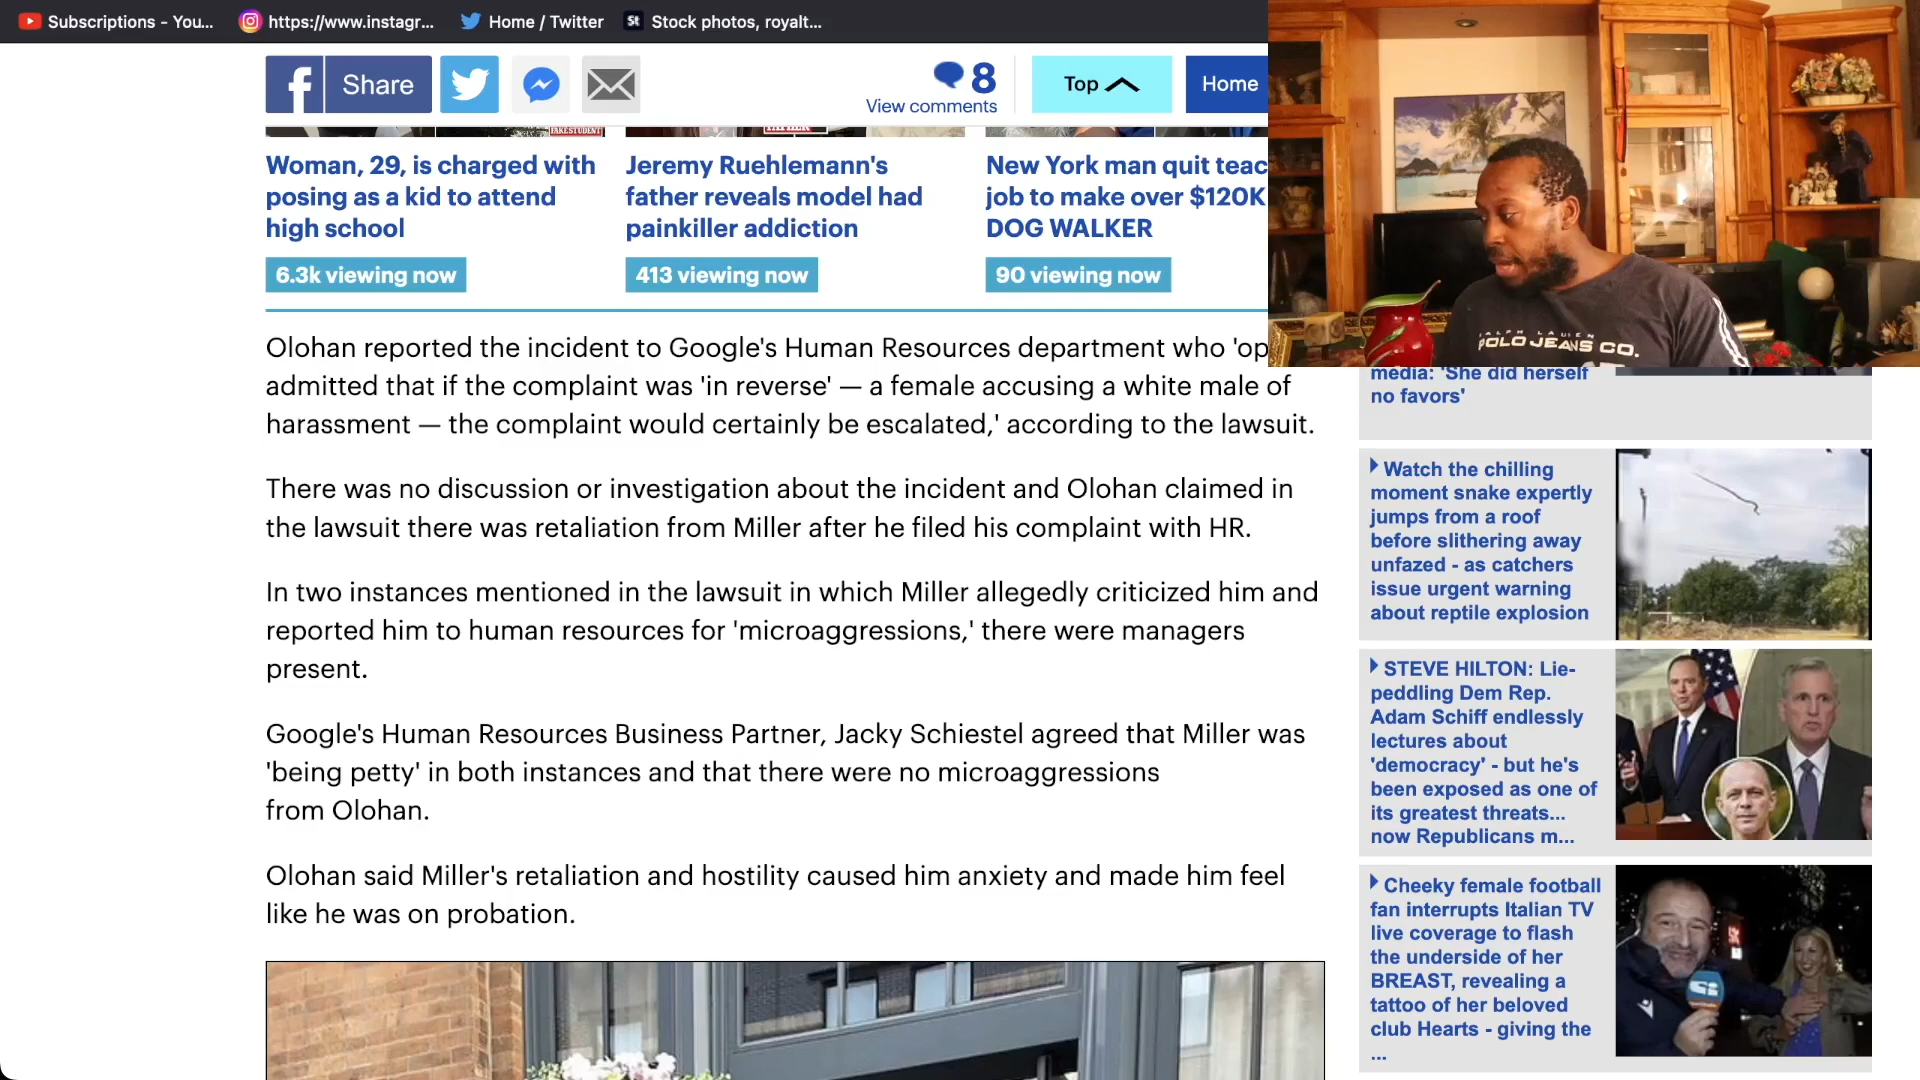 Subscriptions - You...
https://www.instagr...
Home / Twitter
St
Stock photos, royalt...
Share
8
View comments
Top
Home
FAKE STUDENT
Woman, 29, is charged with
posing as a kid to attend
high school
6.3k viewing now
Jeremy Ruehlemann's
father reveals model had
painkiller addiction
413 viewing now
New York man quit teac
job to make over $120K
DOG WALKER
90 viewing now
RALPH LAUREN
POLO JEANS CO.
Olohan reported the incident to Google's Human Resources department who 'op
admitted that if the complaint was 'in reverse' — a female accusing a white male of
harassment — the complaint would certainly be escalated,' according to the lawsuit.
There was no discussion or investigation about the incident and Olohan claimed in
the lawsuit there was retaliation from Miller after he filed his complaint with HR.
In two instances mentioned in the lawsuit in which Miller allegedly criticized him and
reported him to human resources for 'microaggressions,' there were managers
present.
Google's Human Resources Business Partner, Jacky Schiestel agreed that Miller was
'being petty' in both instances and that there were no microaggressions
from Olohan.
Olohan said Miller's retaliation and hostility caused him anxiety and made him feel
like he was on probation.
media: 'She did herself
no favors'
Watch the chilling
moment snake expertly
jumps from a roof
before slithering away
unfazed - as catchers
issue urgent warning
about reptile explosion
STEVE HILTON: Lie-
peddling Dem Rep.
Adam Schiff endlessly
lectures about
'democracy' - but he's
been exposed as one of
its greatest threats...
now Republicans m...
Cheeky female football
fan interrupts Italian TV
live coverage to flash
the underside of her
BREAST, revealing a
tattoo of her beloved
club Hearts - giving the
...